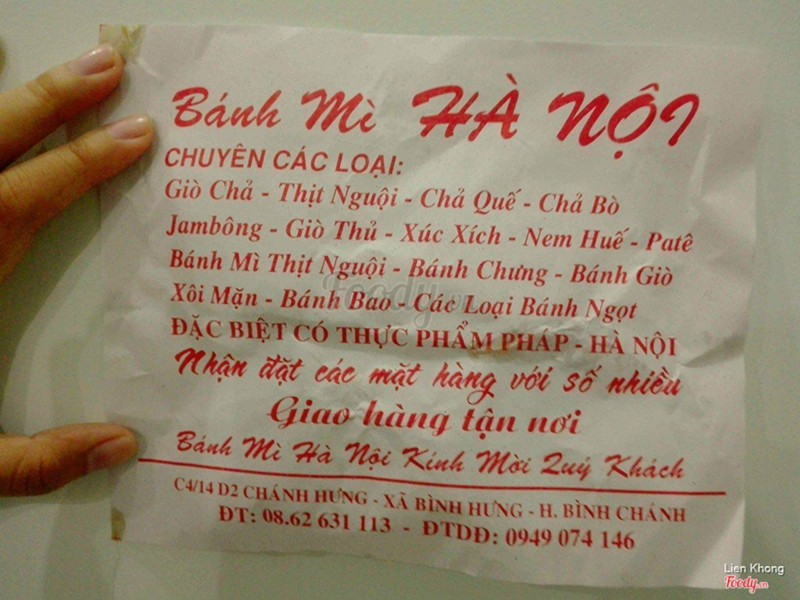 Bánh Mì HÀ NỘI
CHUYÊN CÁC LOẠI:
Giò Chả - Thịt Nguội - Chả Quế - Chả Bò
Jambông - Giò Thủ - Xúc Xích - Nem Huế - Patê
Bánh Mì Thịt Nguội - Bánh Chưng - Bánh Giò
Xôi Mặn - Bánh Bao - Các Loại Bánh Ngọt
Foody.vn
ĐẶC BIỆT CÓ THỰC PHẨM PHÁP - HÀ NỘI
Nhận đặt các mặt hàng với số nhiều
Giao hàng tận nơi
Bánh Mì Hà Nội Kính Mời Quý Khách
C4/14 D2 CHÁNH HƯNG - XÃ BÌNH HƯNG - H. BÌNH CHÁNH
ĐT: 08.62 631 113 - ĐTDĐ: 0949 074 146
Lien Khong
Foody.vn